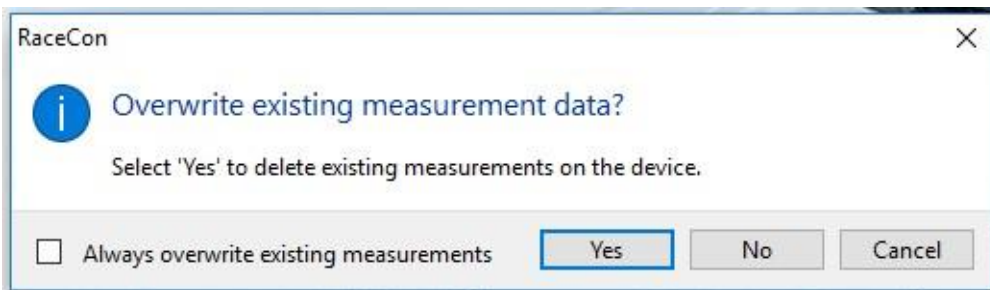 RaceCon
Overwrite existing measurement data?
Select 'Yes' to delete existing measurements on the device.
Always overwrite existing measurements Yes No Cancel